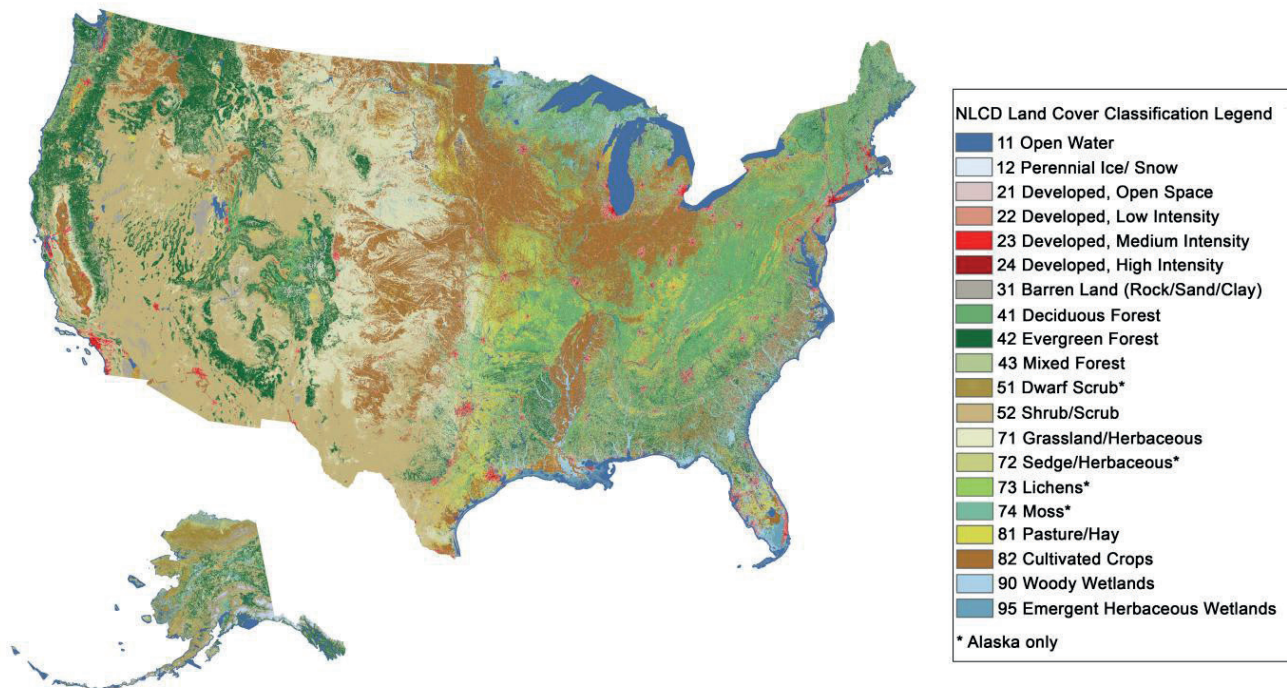 NLCD Land Cover Classification Legend
11 Open Water
12 Perennial Ice/ Snow
21 Developed, Open Space
22 Developed, Low Intensity
23 Developed, Medium Intensity
24 Developed, High Intensity
31 Barren Land (Rock/Sand/Clay)
41 Deciduous Forest
42 Evergreen Forest
43 Mixed Forest
51 Dwarf Scrub*
52 Shrub/Scrub
71 Grassland/Herbaceous
72 Sedge/Herbaceous*
73 Lichens*
74 Moss*
81 Pasture/Hay
82 Cultivated Crops
90 Woody Wetlands
95 Emergent Herbaceous Wetlands
* Alaska only